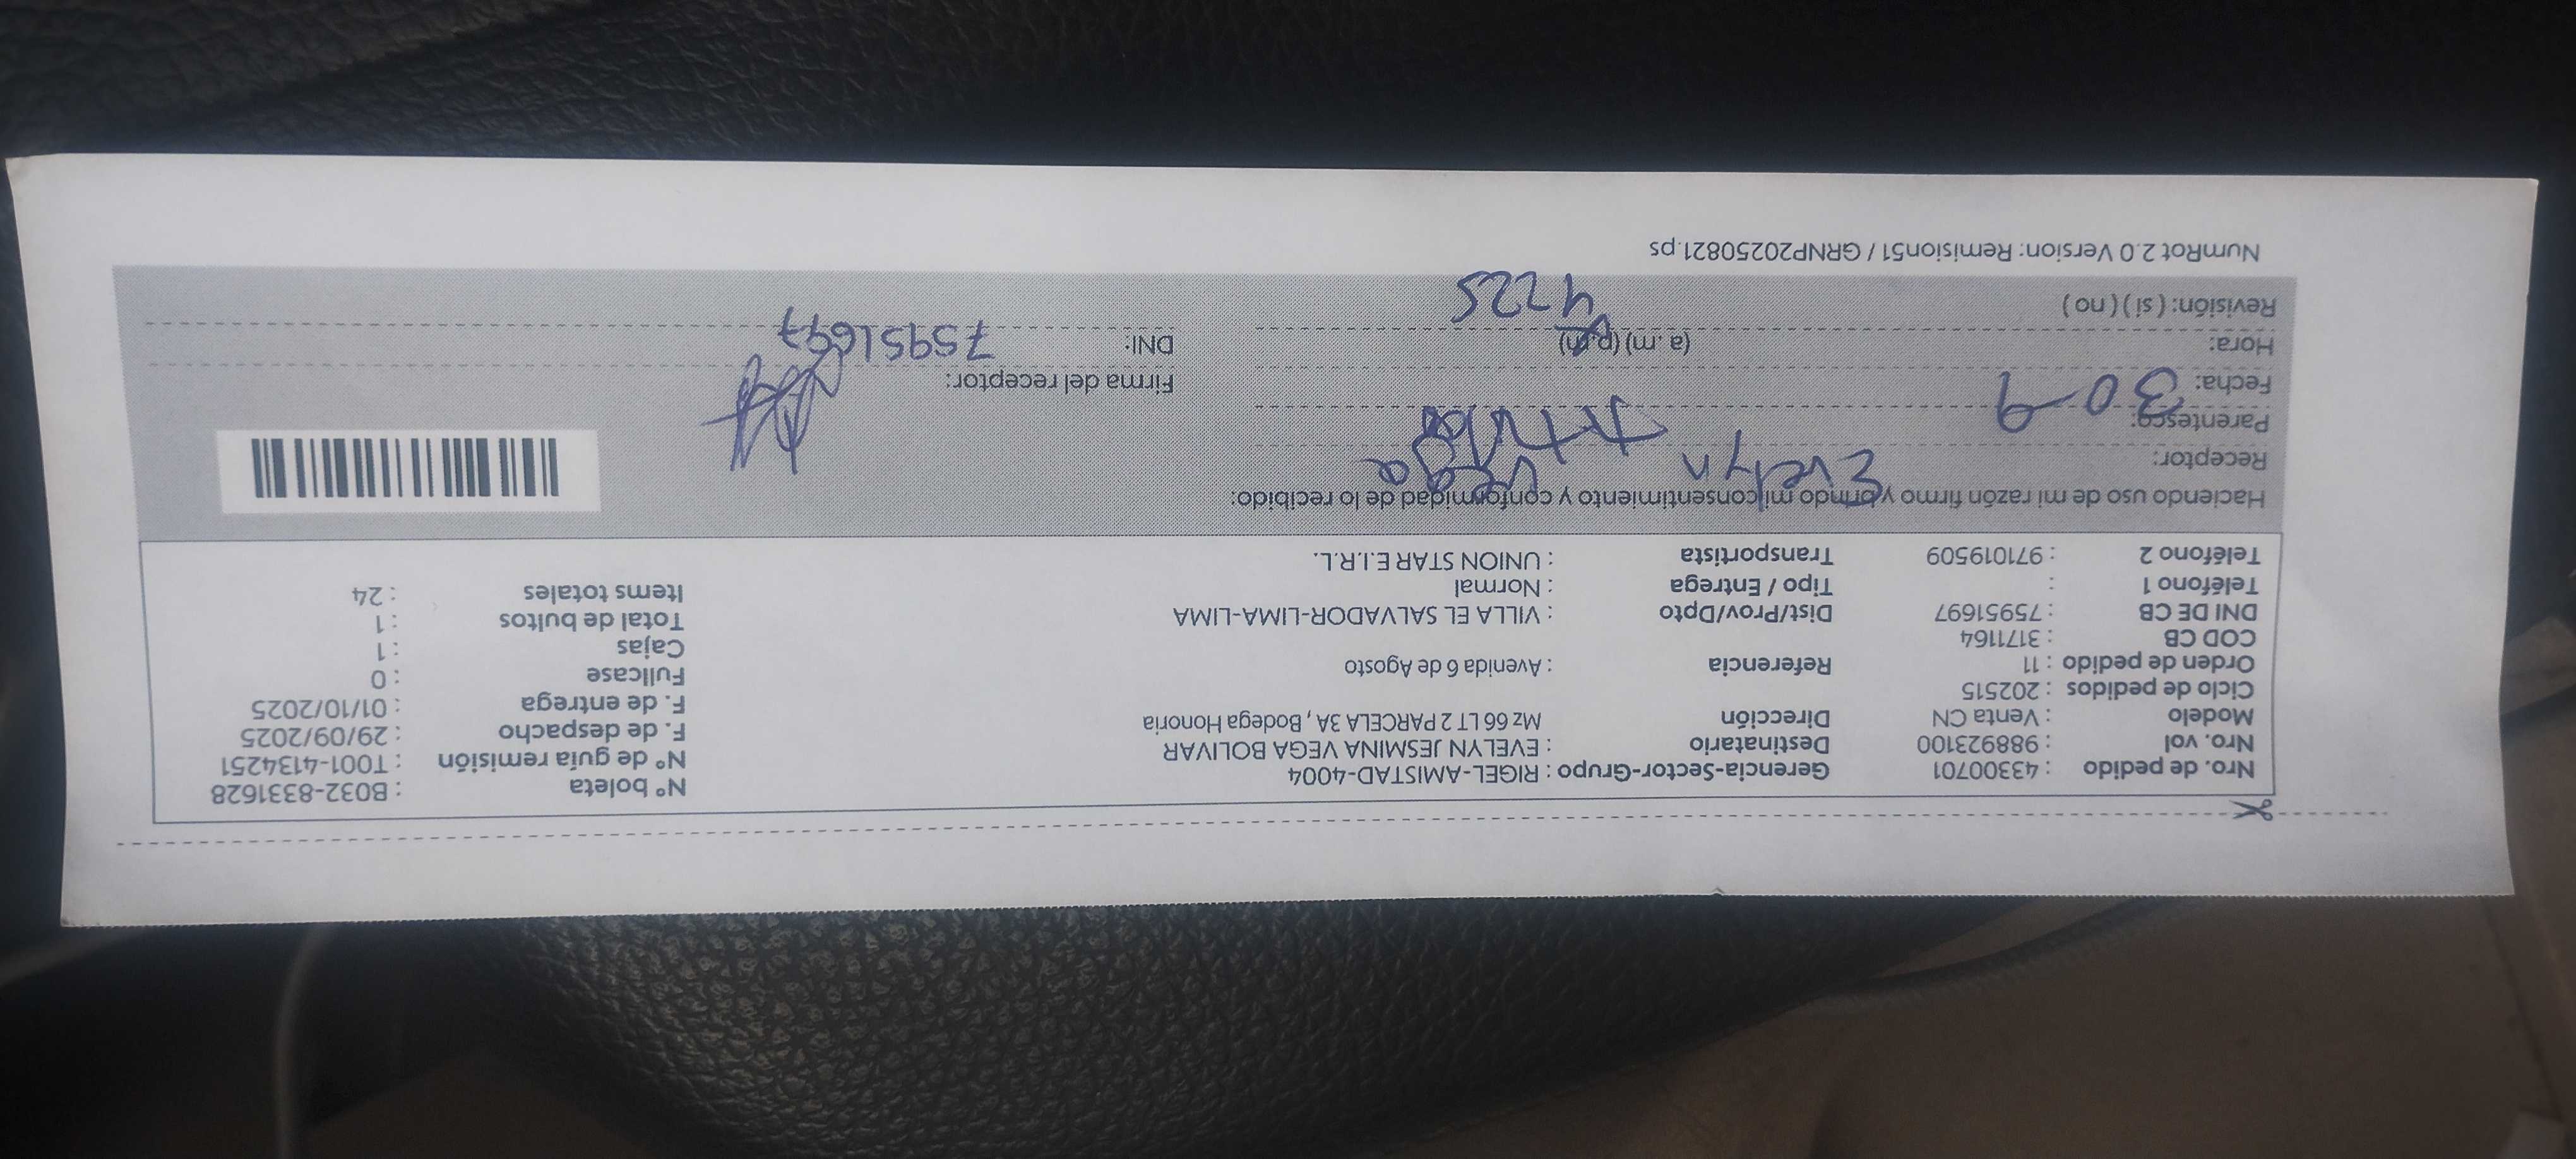 Nro. de pedido : 43300701 Gerencia-Sector-Grupo : RIGEL-AMISTAD-4004 N° boleta : B032-8331628
Nro. vol : 988923100 Destinatario : EVELYN JESMINA VEGA BOLIVAR N° de guía remisión : T001-4134251
Modelo : Venta CN Dirección Mz 66 LT 2 PARCELA 3A , Bodega Honoria F. de despacho : 29/09/2025
Ciclo de pedidos : 202515 F. de entrega : 01/10/2025
Orden de pedido : 11 Referencia : Avenida 6 de Agosto Fullcase : 0
COD CB : 3171164 Cajas : 1
DNI DE CB : 75951697 Dist/Prov/Dpto : VILLA EL SALVADOR-LIMA-LIMA Total de bultos : 1
Teléfono 1 : Tipo / Entrega : Normal Items totales : 24
Teléfono 2 : 971019509 Transportista : UNION STAR E.I.R.L.
Haciendo uso de mi razón firmo y brindo mi consentimiento y conformidad de lo recibido:
Receptor: Evelyn Vega
Parentesco: Titular
Fecha: 30-9 Firma del receptor:
Hora: (a. m) (p.m) DNI: 75951697
4225
Revisión: ( si ) ( no )
NumRot 2.0 Version: Remision51 / GRNP20250821.ps